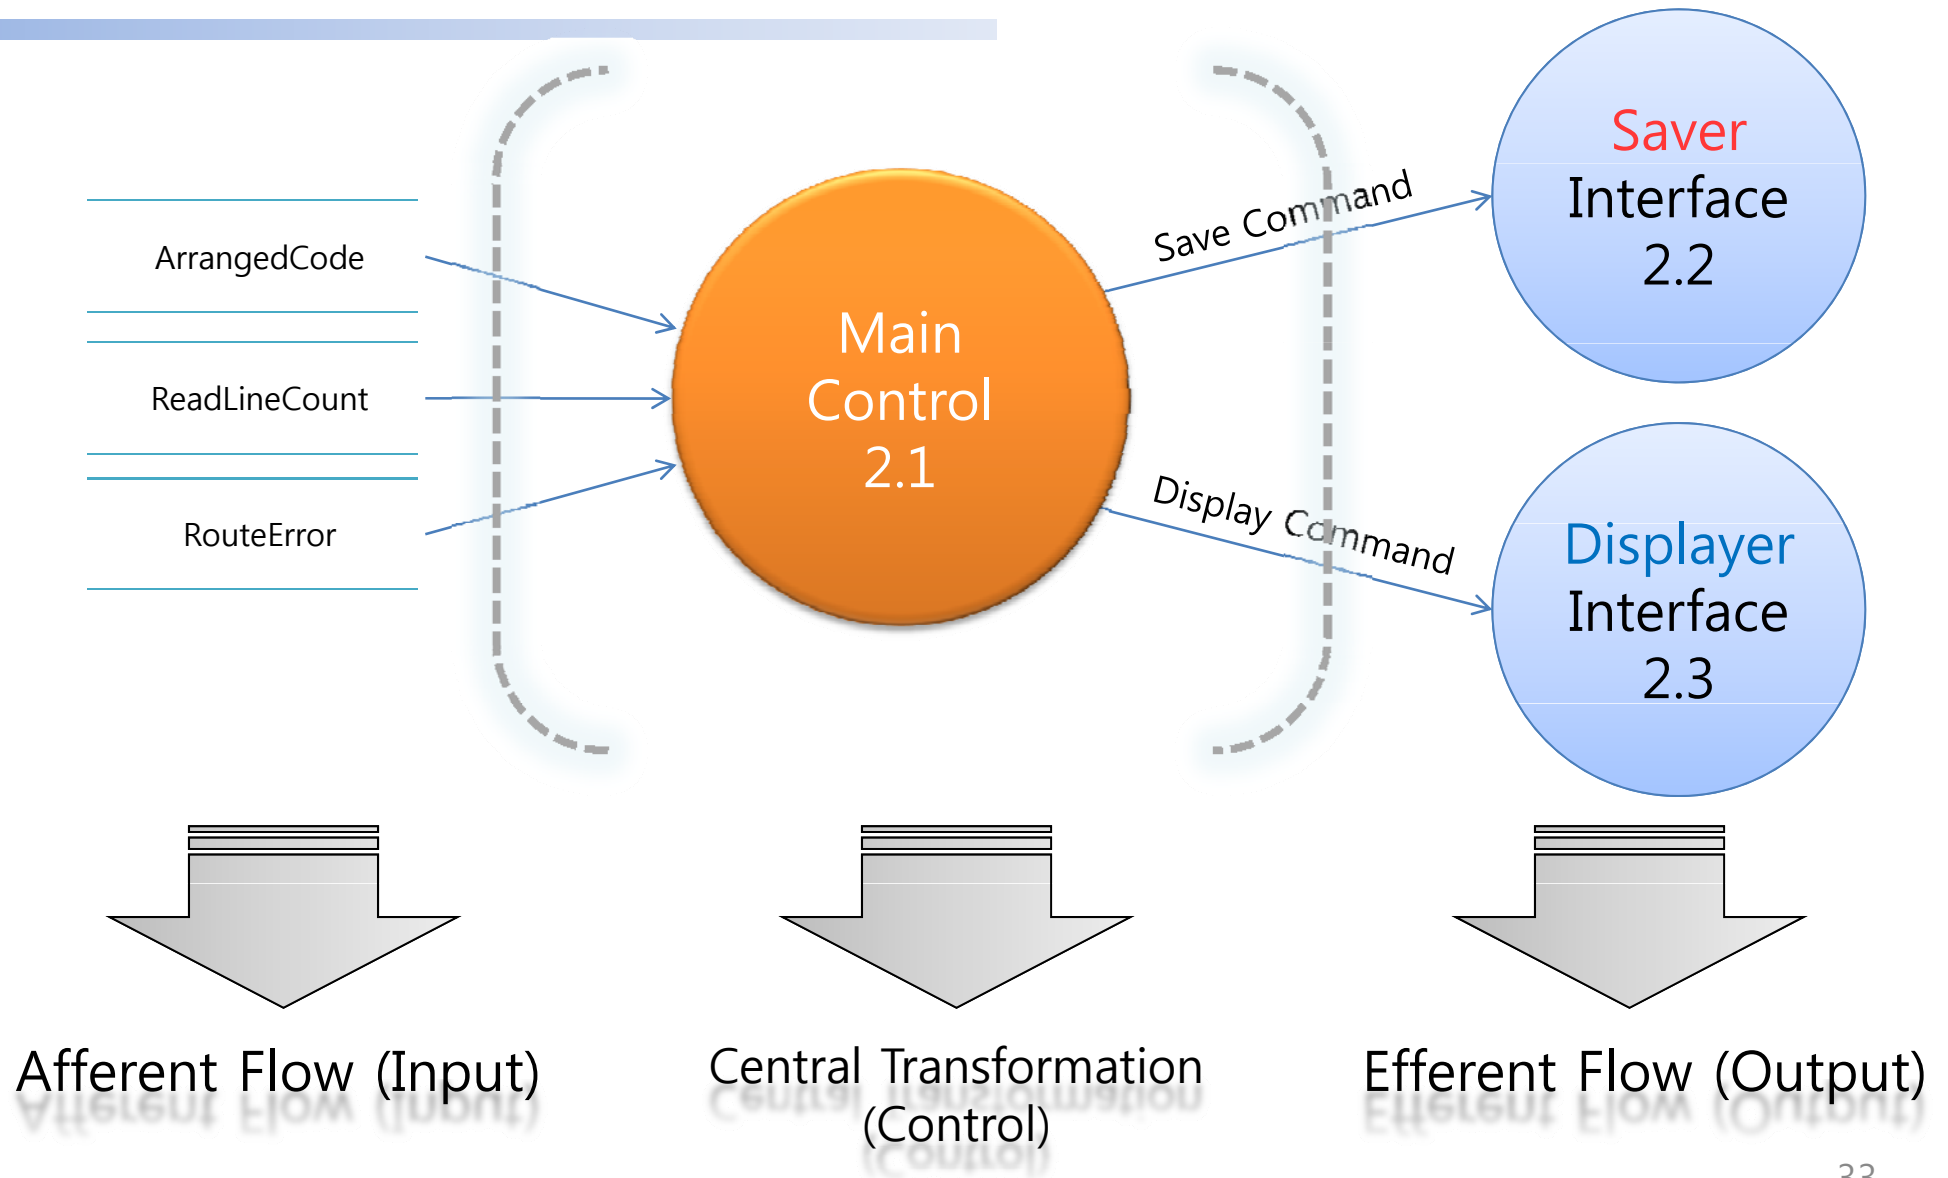 ArrangedCode
ReadLineCount
RouteError
Main
Control
2.1
Save Command
Display Command
Saver
Interface
2.2
Displayer
Interface
2.3
Afferent Flow (Input)
Central Transformation
(Control)
Efferent Flow (Output)
33